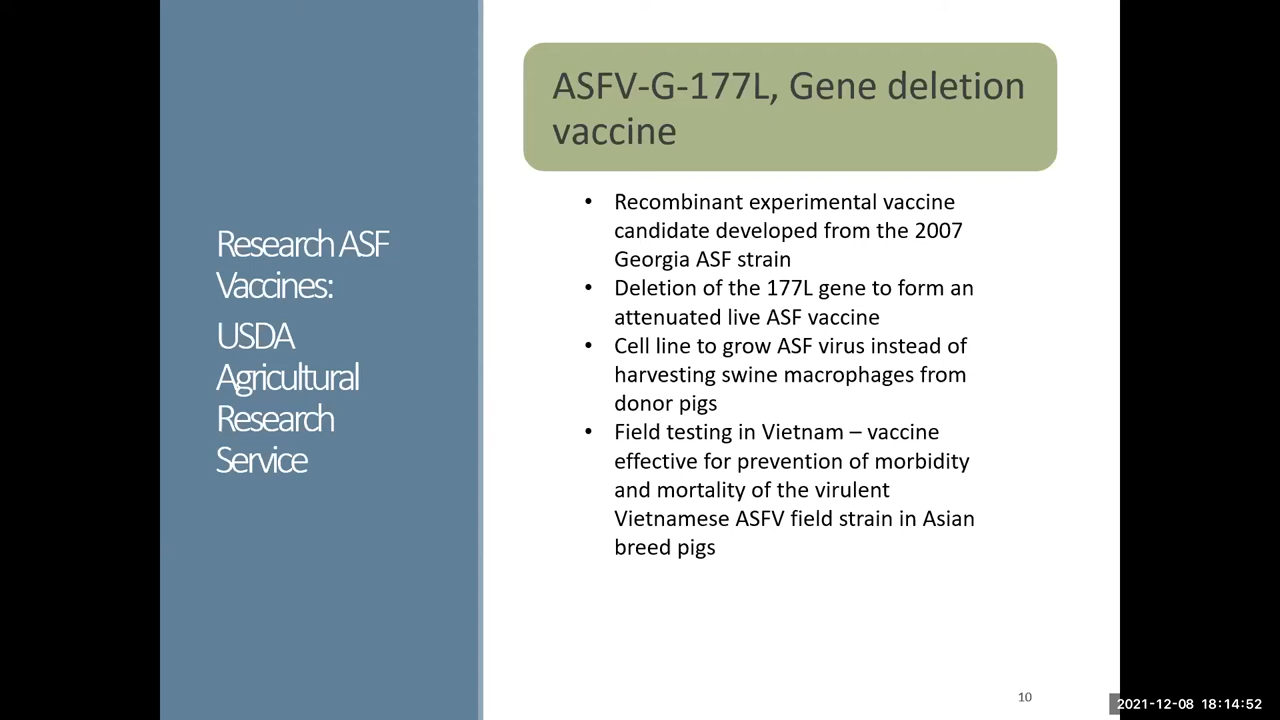 Research ASF
Vaccines:
USDA
Agricultural
Research
Service
ASFV-G-177L, Gene deletion
vaccine
• Recombinant experimental vaccine
candidate developed from the 2007
Georgia ASF strain
• Deletion of the 177L gene to form an
attenuated live ASF vaccine
• Cell line to grow ASF virus instead of
harvesting swine macrophages from
donor pigs
• Field testing in Vietnam – vaccine
effective for prevention of morbidity
and mortality of the virulent
Vietnamese ASFV field strain in Asian
breed pigs
10
2021-12-08 18:14:52